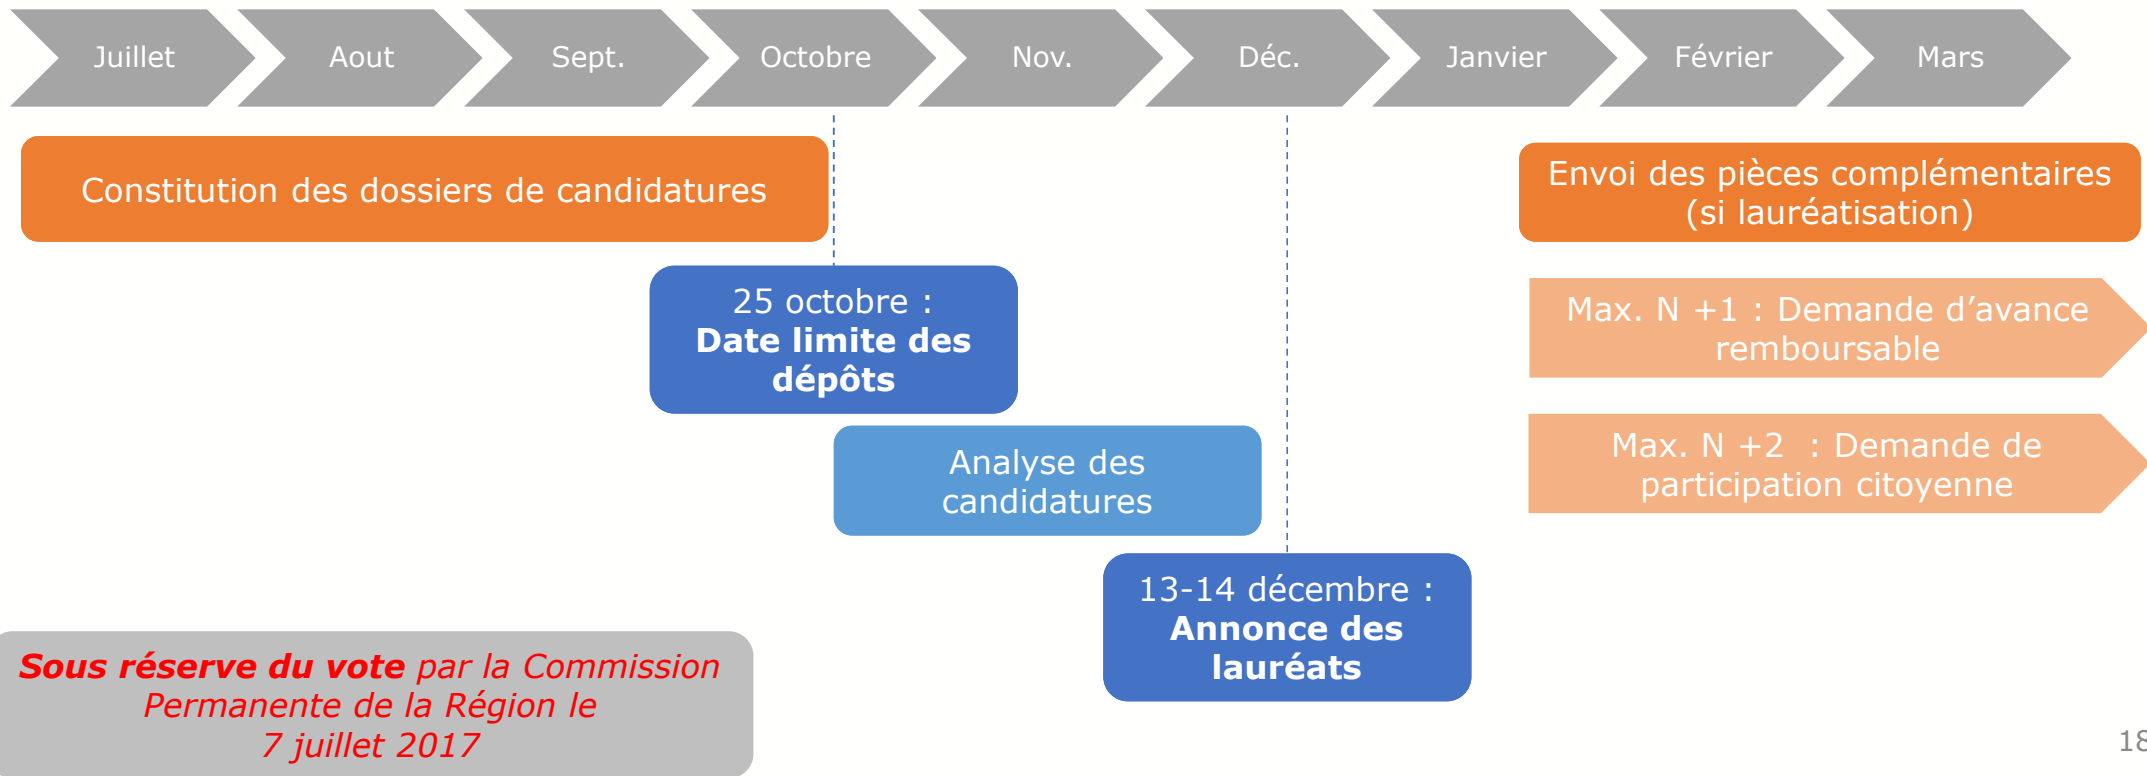 Juillet
Aout
Sept.
Octobre
Nov.
Déc.
Janvier
Février
Mars
Constitution des dossiers de candidatures
Envoi des pièces complémentaires
(si lauréatisation)
25 octobre :
Date limite des
dépôts
Max. N +1 : Demande d’avance
remboursable
Analyse des
candidatures
Max. N +2  : Demande de
participation citoyenne
13-14 décembre :
Annonce des
lauréats
Sous réserve du vote par la Commission
Permanente de la Région le
7 juillet 2017
18